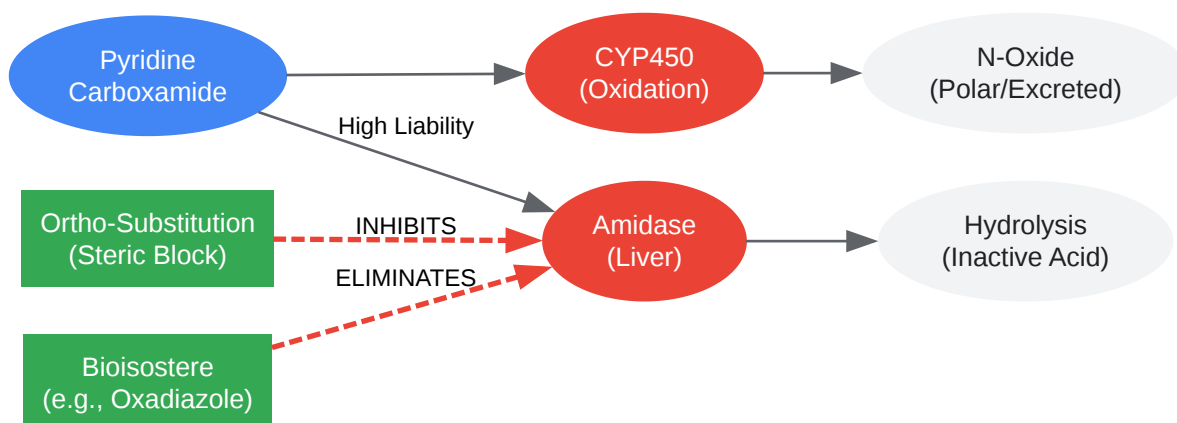 Pyridine
Carboxamide
CYP450
(Oxidation)
N-Oxide
(Polar/Excreted)
High Liability
Ortho-Substitution
(Steric Block)
INHIBITS
Amidase
(Liver)
Hydrolysis
(Inactive Acid)
ELIMINATES
Bioisostere
(e.g., Oxadiazole)